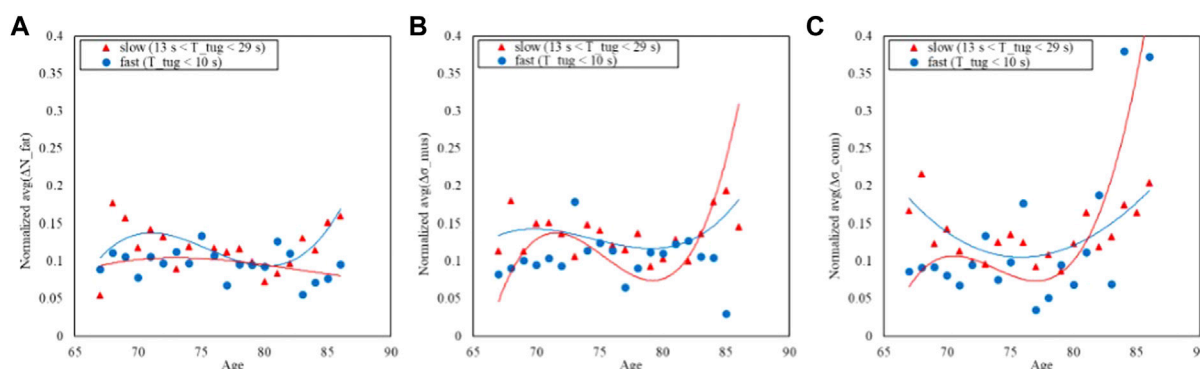 A
Normalized avg(ΔN_fat)
0.4
0.35
0.3
0.25
0.2
0.15
0.1
0.05
0
slow (13 s < T_tug < 29 s)
fast (T_tug < 10 s)
65 70 75 80 85 90
Age
B
Normalized avg(Δσ_mus)
0.4
0.35
0.3
0.25
0.2
0.15
0.1
0.05
0
slow (13 s < T_tug < 29 s)
fast (T_tug < 10 s)
65 70 75 80 85 90
Age
C
Normalized avg(Δσ_conn)
0.4
0.35
0.3
0.25
0.2
0.15
0.1
0.05
0
slow (13 s < T_tug < 29 s)
fast (T_tug < 10 s)
65 70 75 80 85 90
Age